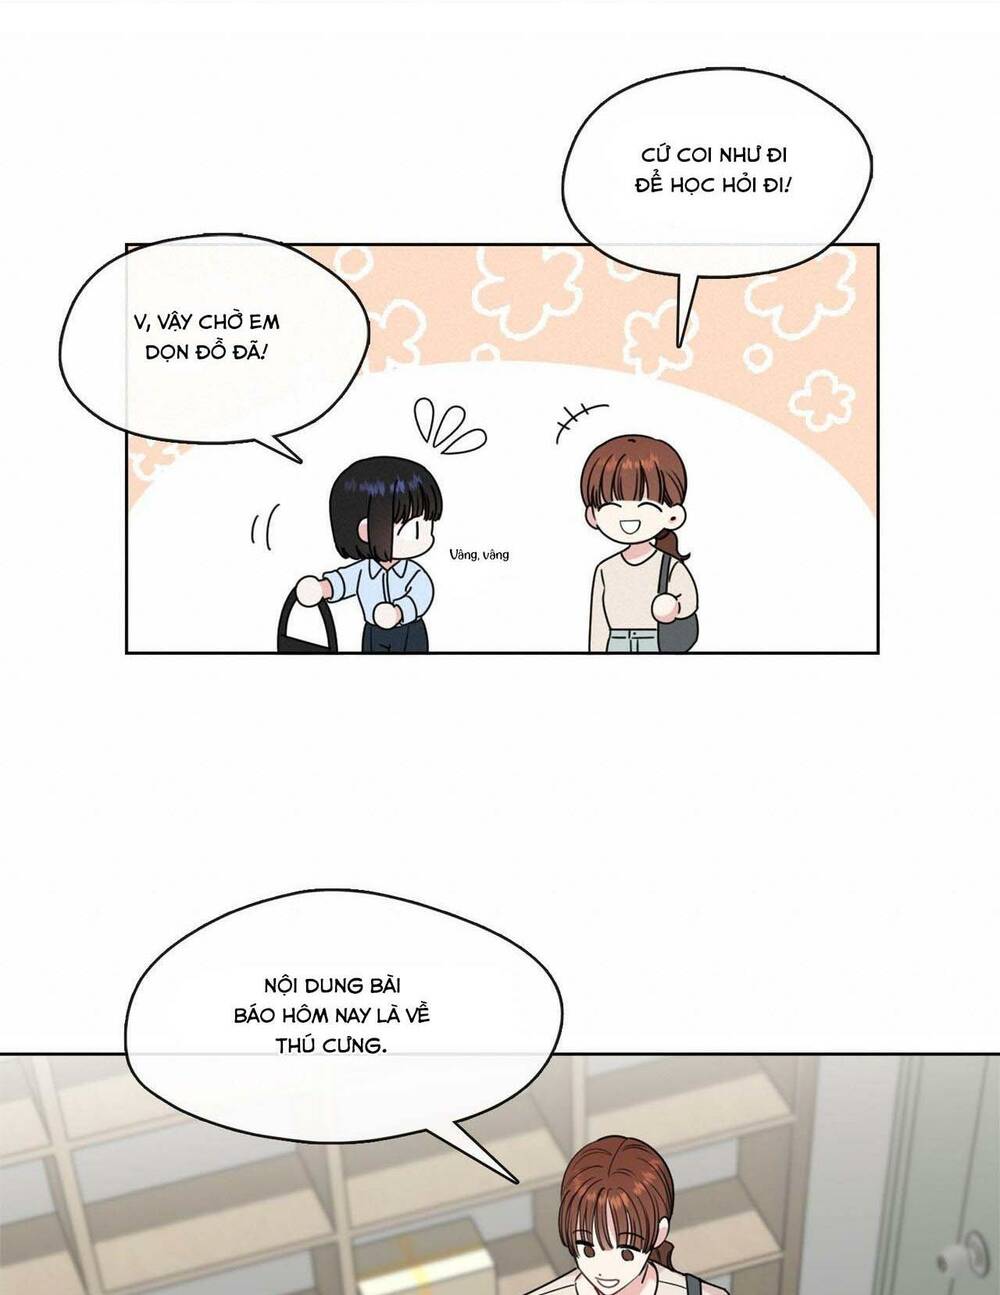 CỨ COI NHƯ ĐI
ĐỂ HỌC HỎI ĐI!
V, VẬY CHỜ EM
DỌN ĐỒ ĐÃ!
Vâng, vâng
NỘI DUNG BÀI
BÁO HÔM NAY LÀ VỀ
THÚ CƯNG.